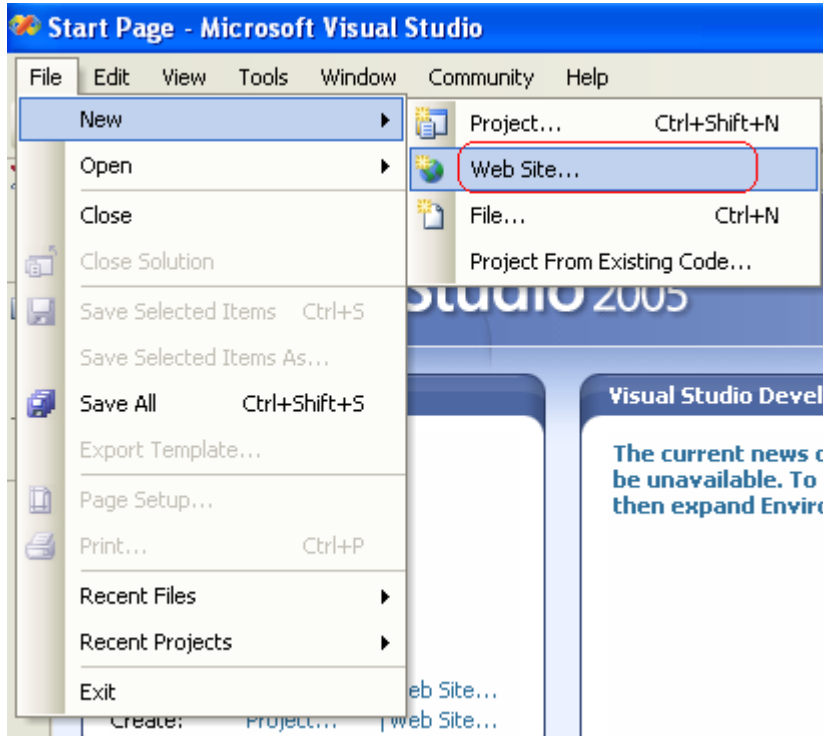 Start Page - Microsoft Visual Studio
File Edit View Tools Window Community Help
New
Open
Close
Close Solution
Save Selected Items Ctrl+S
Save Selected Items As...
Save All Ctrl+Shift+S
Export Template...
Page Setup...
Print... Ctrl+P
Recent Files
Recent Projects
Exit
Project... Ctrl+Shift+N
Web Site...
File... Ctrl+N
Project From Existing Code...
Studio 2005
Visual Studio Devel
The current news
be unavailable. To
then expand Enviro
eb Site...
Create: Project... | Web Site...